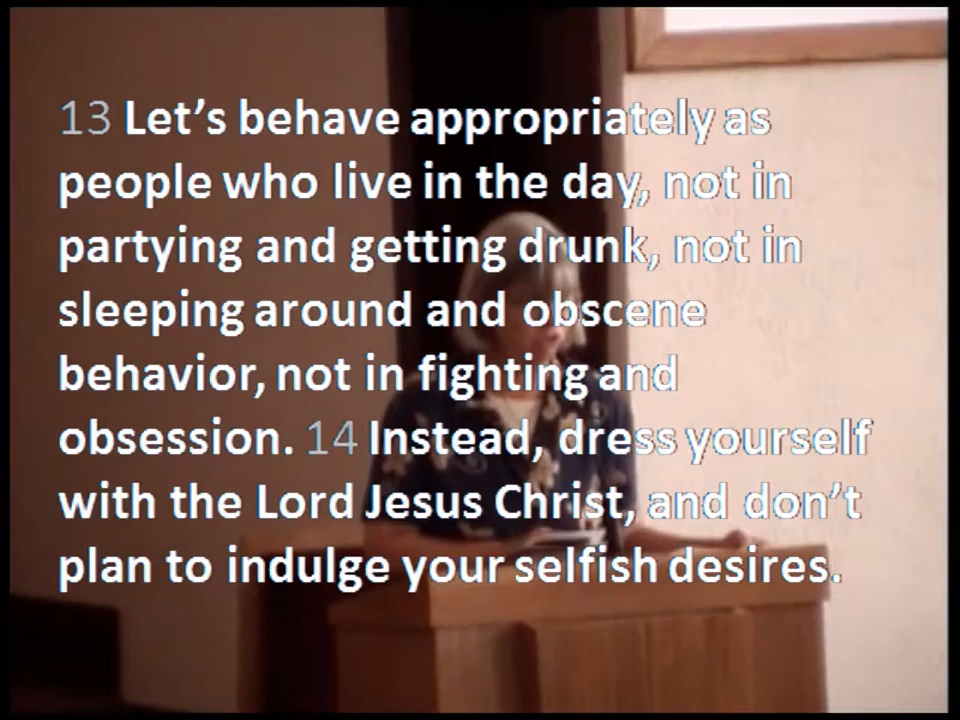 13 Let's behave appropriately as
people who live in the day, not in
partying and getting drunk, not in
sleeping around and obscene
behavior, not in fighting and
obsession. 14 Instead, dress yourself
with the Lord Jesus Christ, and don't
plan to indulge your selfish desires.